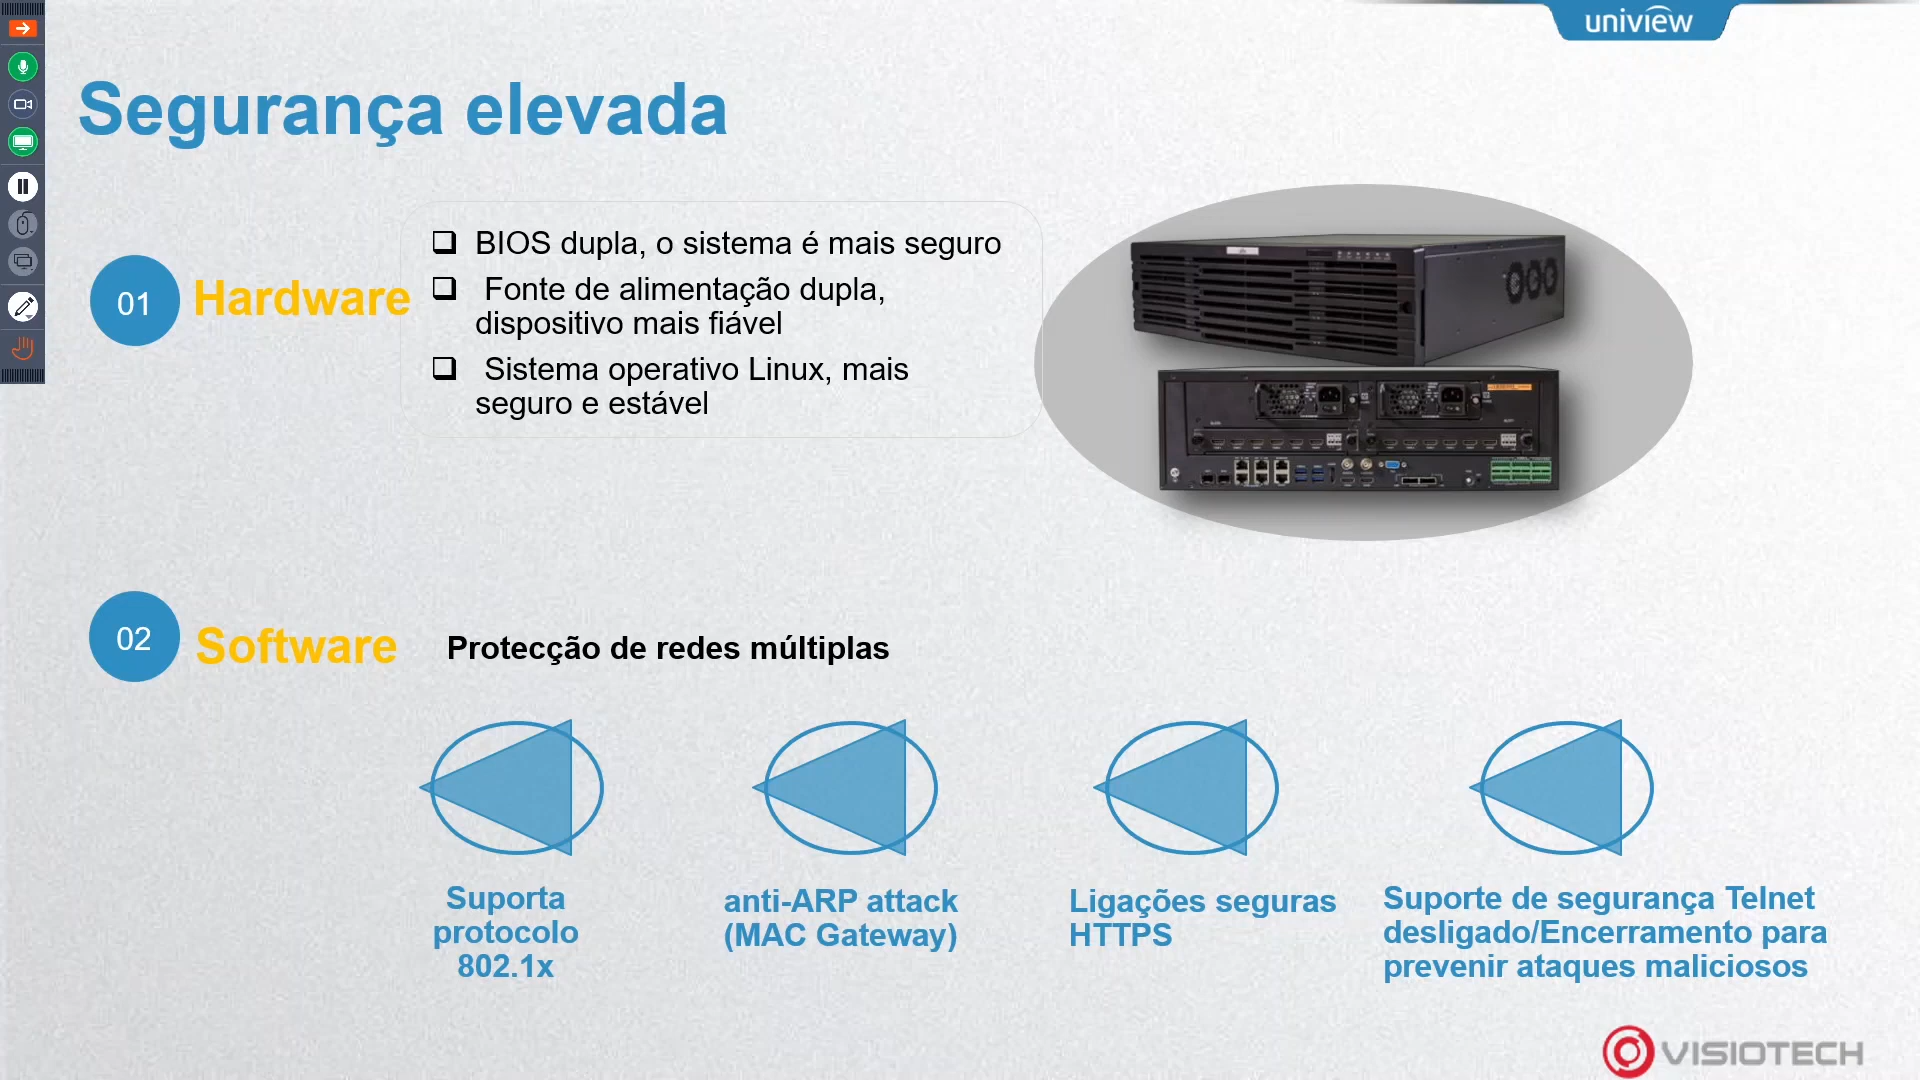 uniview
Segurança elevada
01
Hardware
BIOS dupla, o sistema é mais seguro
Fonte de alimentação dupla,
dispositivo mais fiável
Sistema operativo Linux, mais
seguro e estável
02
Software
Protecção de redes múltiplas
Suporta
protocolo
802.1x
anti-ARP attack
(MAC Gateway)
Ligações seguras
HTTPS
Suporte de segurança Telnet
desligado/Encerramento para
prevenir ataques maliciosos
VISIOTECH